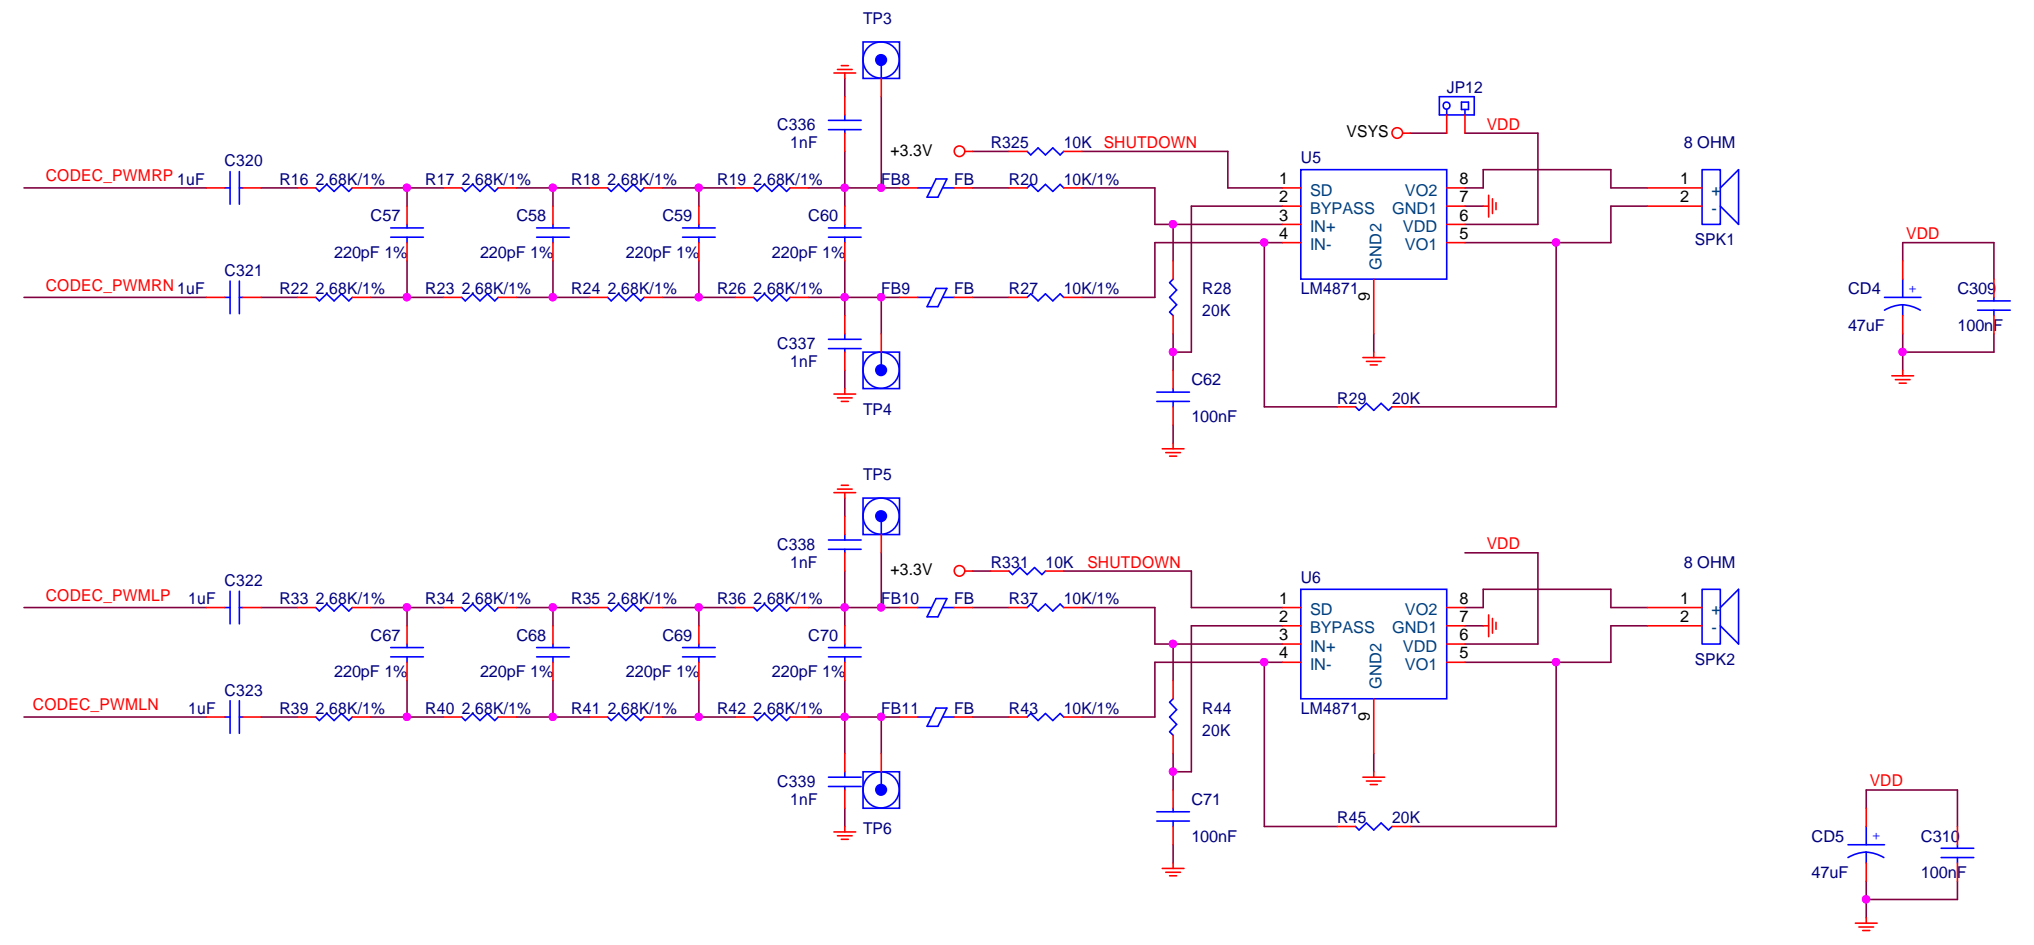 TP3
JP12
C336
1nF
VSYS
VDD
+3.3V
R325 10K SHUTDOWN
8 OHM
CODEC_PWMRP 1uF C320 R16 2.68K/1% R17 2.68K/1% R18 2.68K/1% R19 2.68K/1% FB8 FB R20 10K/1%
C57
220pF 1%
C58
220pF 1%
C59
220pF 1%
C60
220pF 1%
CODEC_PWMRN 1uF C321 R22 2.68K/1% R23 2.68K/1% R24 2.68K/1% R26 2.68K/1% FB9 FB R27 10K/1%
C337
1nF
TP4
R28
20K
C62
100nF
U5
1 SD VO2 8
2 BYPASS GND1 7
3 IN+ VDD 6
4 IN- VO1 5
GND2
9
LM4871
R29 20K
1 +
2 -
SPK1
VDD
CD4 +
47uF
C309
100nF
TP5
C338
1nF
+3.3V
R331 10K SHUTDOWN
VDD
8 OHM
CODEC_PWMLP 1uF C322 R33 2.68K/1% R34 2.68K/1% R35 2.68K/1% R36 2.68K/1% FB10 FB R37 10K/1%
C67
220pF 1%
C68
220pF 1%
C69
220pF 1%
C70
220pF 1%
CODEC_PWMLN 1uF C323 R39 2.68K/1% R40 2.68K/1% R41 2.68K/1% R42 2.68K/1% FB11 FB R43 10K/1%
C339
1nF
TP6
R44
20K
C71
100nF
U6
1 SD VO2 8
2 BYPASS GND1 7
3 IN+ VDD 6
4 IN- VO1 5
GND2
9
LM4871
R45 20K
1 +
2 -
SPK2
VDD
CD5 +
47uF
C310
100nF